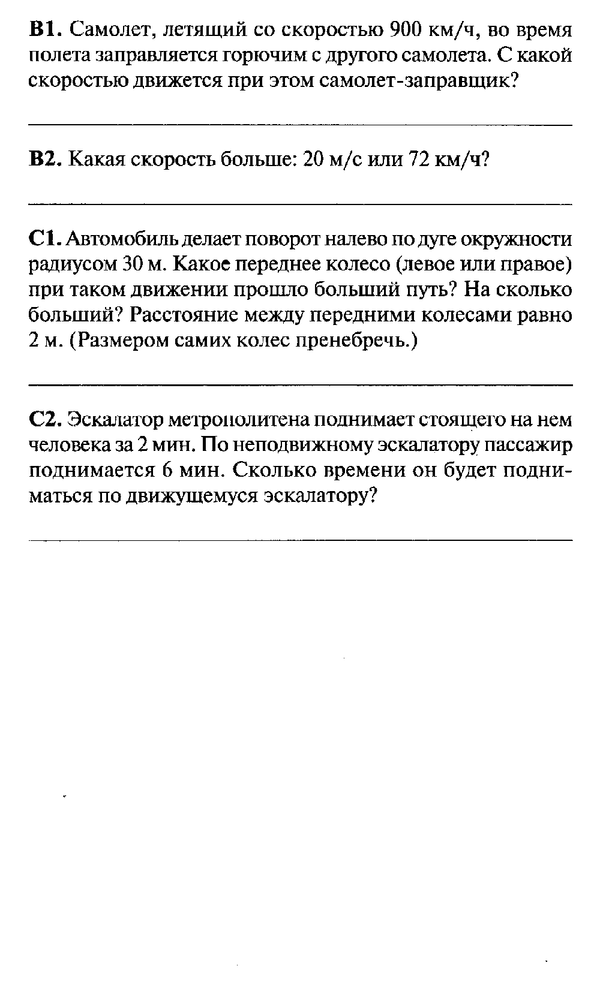 В1. Самолет, летящий со скоростью 900 км/ч, во время
полета заправляется горючим с другого самолета. С какой
скоростью движется при этом самолет-заправщик?
В2. Какая скорость больше: 20 м/с или 72 км/ч?
С1. Автомобиль делает поворот налево по дуге окружности
радиусом 30 м. Какое переднее колесо (левое или правое)
при таком движении прошло больший путь? На сколько
больший? Расстояние между передними колесами равно
2 м. (Размером самих колес пренебречь.)
С2. Эскалатор метрополитена поднимает стоящего на нем
человека за 2 мин. По неподвижному эскалатору пассажир
поднимается 6 мин. Сколько времени он будет подни-
маться по движущемуся эскалатору?